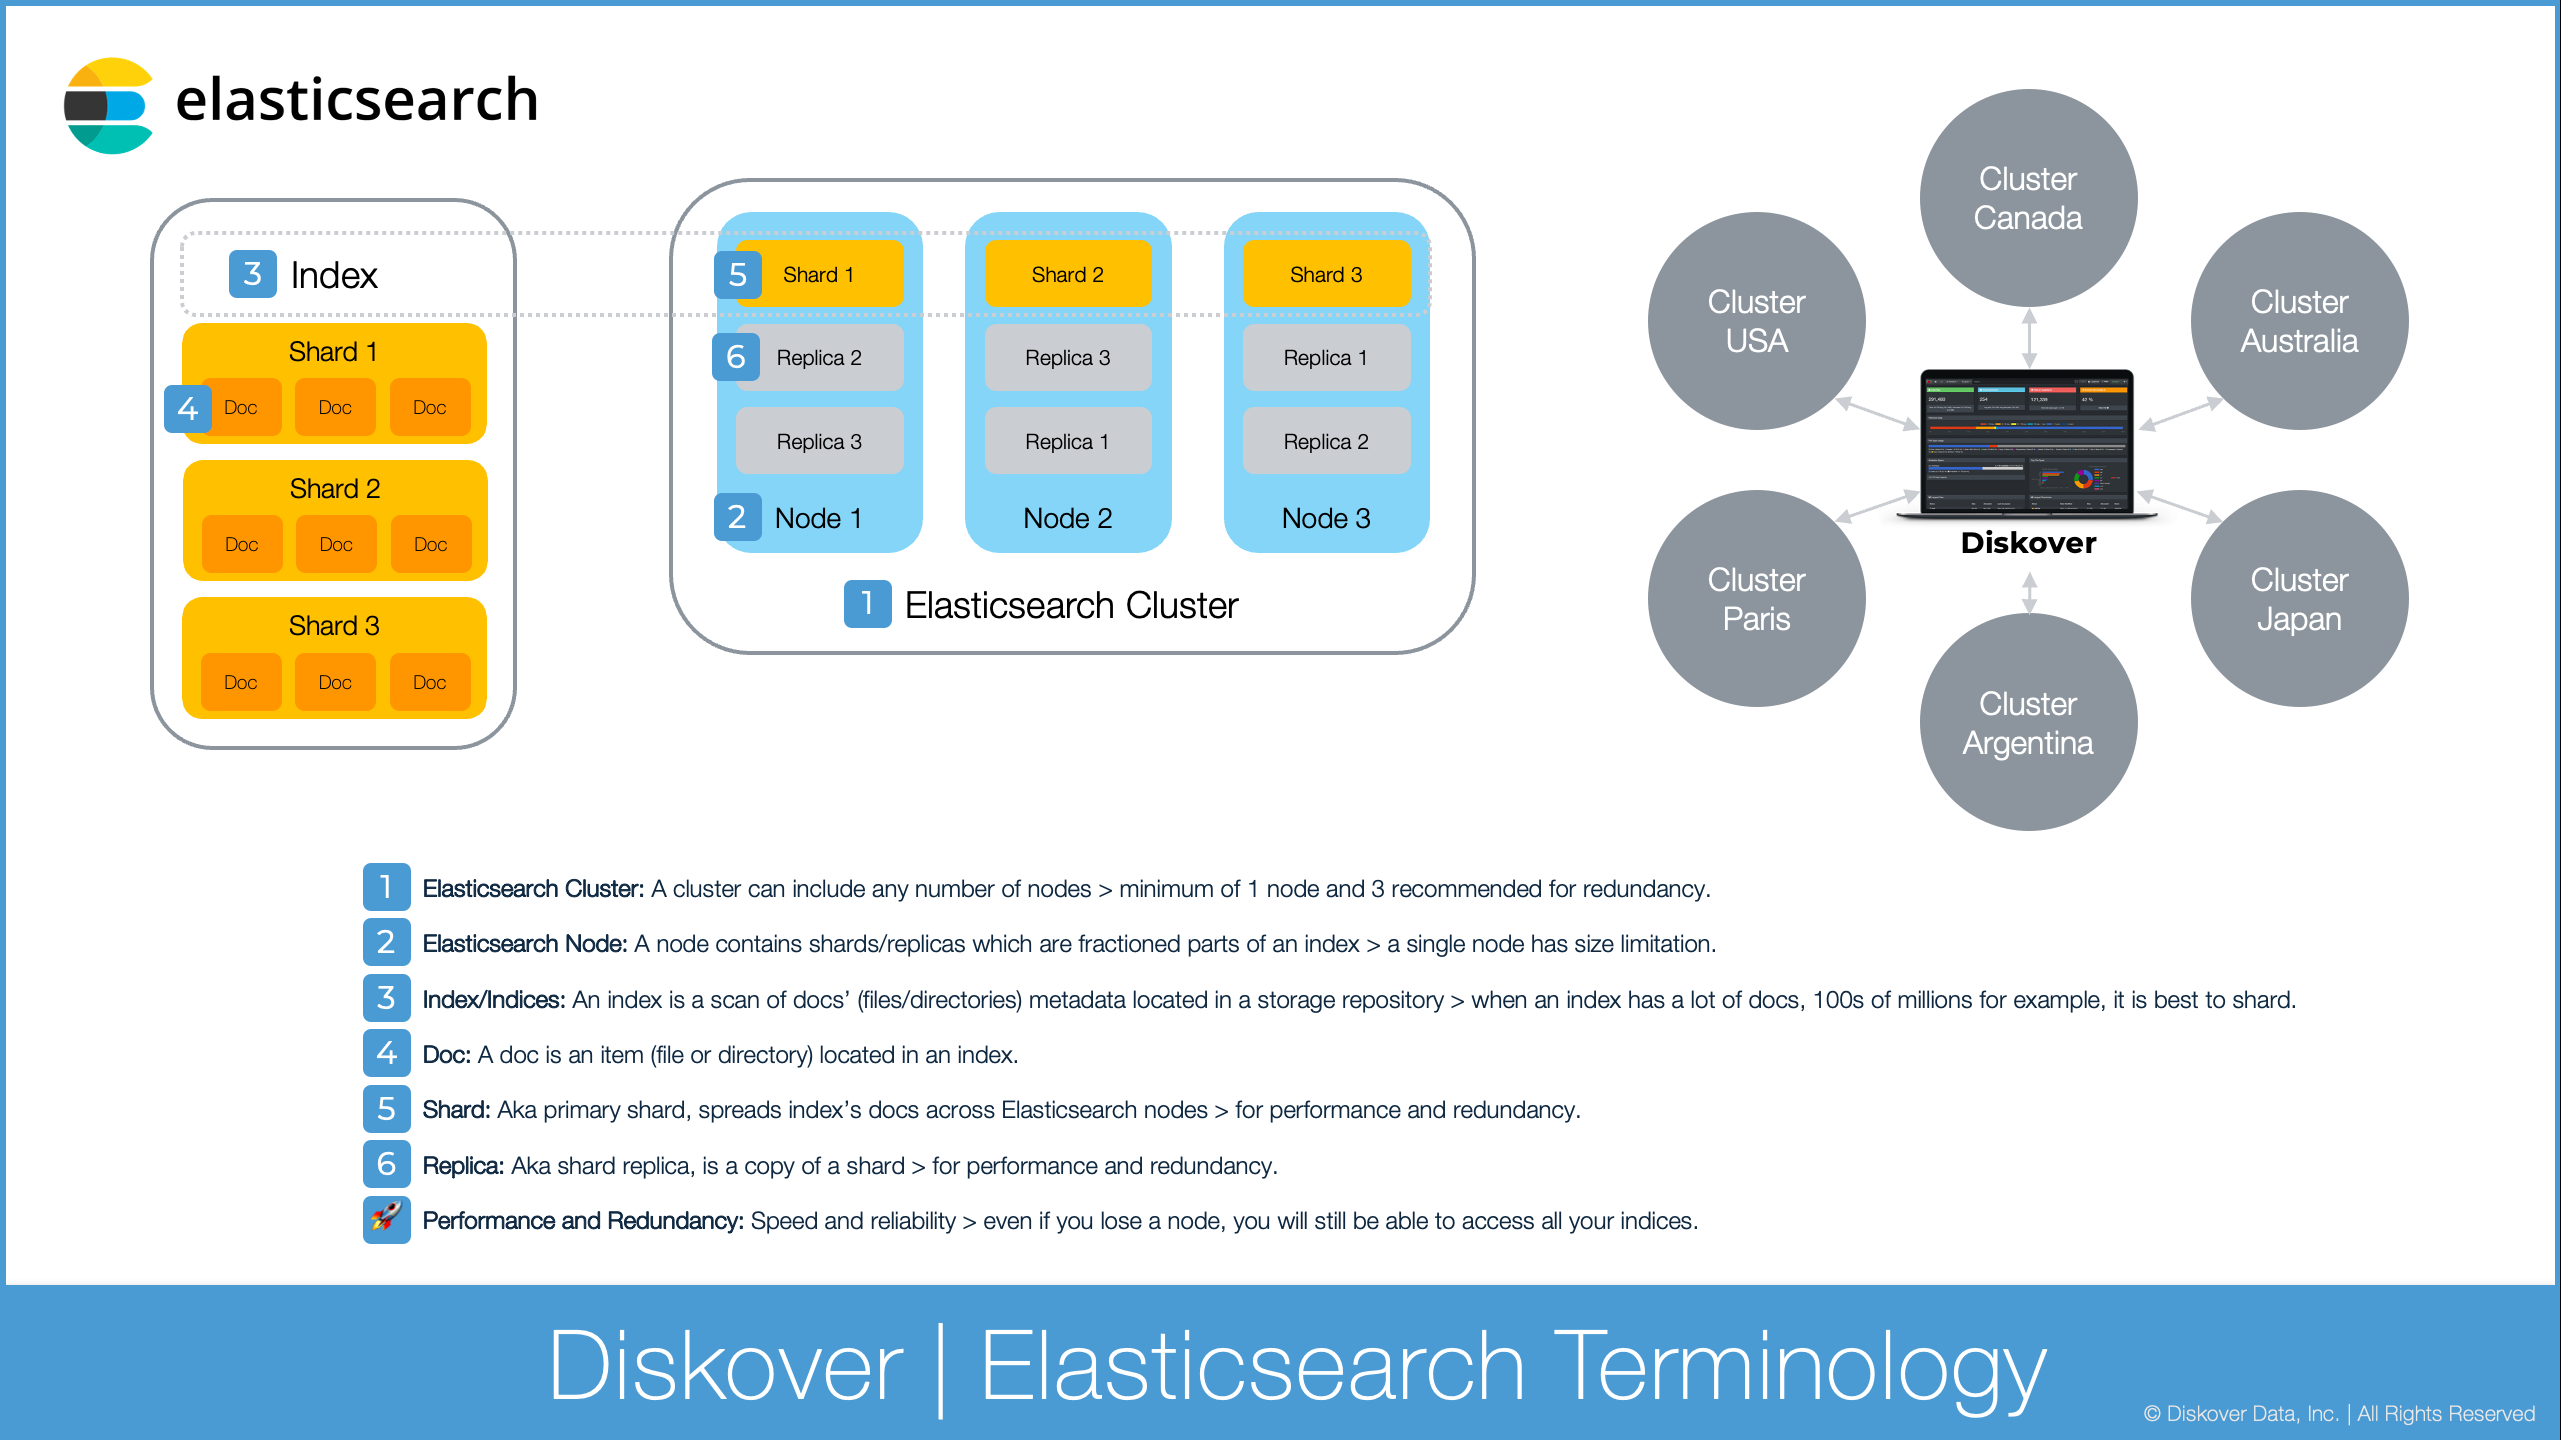 elasticsearch
3 Index
Shard 1
4 Doc Doc Doc
Shard 2
Doc Doc Doc
Shard 3
Doc Doc Doc
5 Shard 1 Shard 2 Shard 3
6 Replica 2 Replica 3 Replica 1
Replica 3 Replica 1 Replica 2
2 Node 1 Node 2 Node 3
1 Elasticsearch Cluster
Cluster
Canada
Cluster
USA
Cluster
Australia
Diskover
Cluster
Paris
Cluster
Japan
Cluster
Argentina
1 Elasticsearch Cluster: A cluster can include any number of nodes > minimum of 1 node and 3 recommended for redundancy.
2 Elasticsearch Node: A node contains shards/replicas which are fractioned parts of an index > a single node has size limitation.
3 Index/Indices: An index is a scan of docs’ (files/directories) metadata located in a storage repository > when an index has a lot of docs, 100s of millions for example, it is best to shard.
4 Doc: A doc is an item (file or directory) located in an index.
5 Shard: Aka primary shard, spreads index’s docs across Elasticsearch nodes > for performance and redundancy.
6 Replica: Aka shard replica, is a copy of a shard > for performance and redundancy.
Performance and Redundancy: Speed and reliability > even if you lose a node, you will still be able to access all your indices.
Diskover | Elasticsearch Terminology
© Diskover Data, Inc. | All Rights Reserved